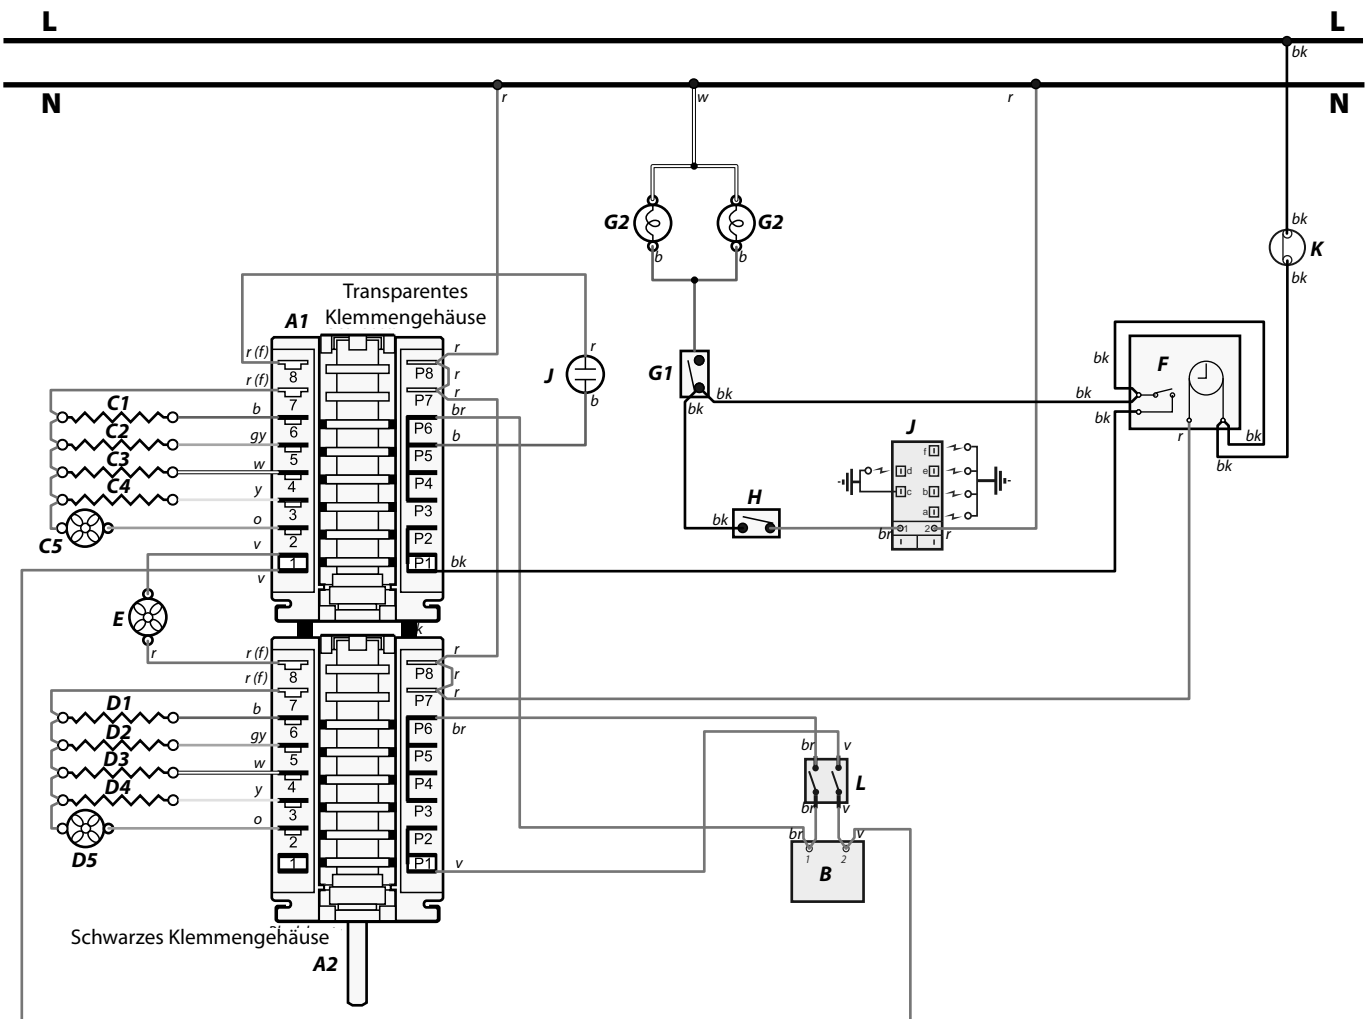 L L
bk
N r w r N
bk
G2 G2 K
b b bk
Transparentes
A1 Klemmengehäuse
r (f) r r
8 P8 J G1 bk F
r (f) r
7 r P7 b bk bk bk
C1 b 6 br P6 bk
C2 gy 5 b P5 J r bk
C3 w 4 P4 f bk
C4 y 3 P3 d e
o 2 P2 H c b
C5 v 1 P1 bk bk a
v br 1 2 r
E
r r (f) 8 r P8
r (f) 7 r P7
r
D1 b 6 P6
D2 gy 5 br P5 br v
D3 w 4 P4 L
D4 y 3 P3 br v
o 2 P2 br v
D5 1 P1 v 1 2
B
Schwarzes Klemmengehäuse
A2